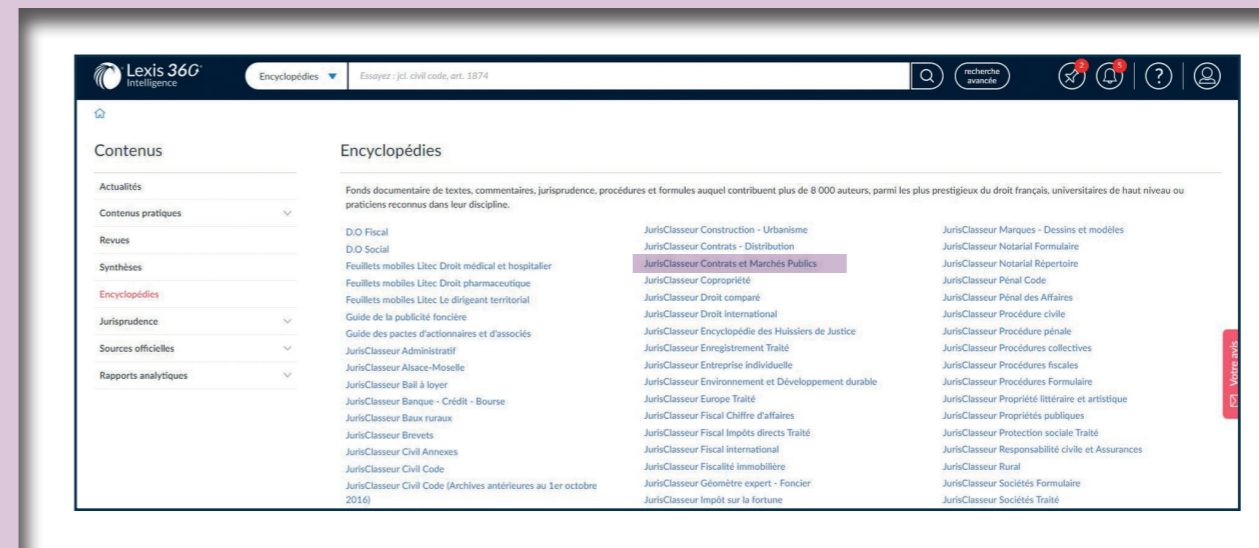 Lexis 360
Intelligence
Encyclopédies
Essayez : jcl. civil code, art. 1874
recherche
avancée
2
5
?
Contenus
Actualités
Contenus pratiques
Revues
Synthèses
Encyclopédies
Jurisprudence
Sources officielles
Rapports analytiques
Encyclopédies
Fonds documentaire de textes, commentaires, jurisprudence, procédures et formules auquel contribuent plus de 8 000 auteurs, parmi les plus prestigieux du droit français, universitaires de haut niveau ou
praticiens reconnus dans leur discipline.
D.O Fiscal
D.O Social
Feuillets mobiles Litec Droit médical et hospitalier
Feuillets mobiles Litec Droit pharmaceutique
Feuillets mobiles Litec Le dirigeant territorial
Guide de la publicité foncière
Guide des pactes d'actionnaires et d'associés
JurisClasseur Administratif
JurisClasseur Alsace-Moselle
JurisClasseur Bail à loyer
JurisClasseur Banque - Crédit - Bourse
JurisClasseur Baux ruraux
JurisClasseur Brevets
JurisClasseur Civil Annexes
JurisClasseur Civil Code
JurisClasseur Civil Code (Archives antérieures au 1er octobre
2016)
JurisClasseur Construction - Urbanisme
JurisClasseur Contrats - Distribution
JurisClasseur Contrats et Marchés Publics
JurisClasseur Copropriété
JurisClasseur Droit comparé
JurisClasseur Droit international
JurisClasseur Encyclopédie des Huissiers de Justice
JurisClasseur Enregistrement Traité
JurisClasseur Entreprise individuelle
JurisClasseur Environnement et Développement durable
JurisClasseur Europe Traité
JurisClasseur Fiscal Chiffre d'affaires
JurisClasseur Fiscal Impôts directs Traité
JurisClasseur Fiscal international
JurisClasseur Fiscalité immobilière
JurisClasseur Géomètre expert - Foncier
JurisClasseur Impôt sur la fortune
JurisClasseur Marques - Dessins et modèles
JurisClasseur Notarial Formulaire
JurisClasseur Notarial Répertoire
JurisClasseur Pénal Code
JurisClasseur Pénal des Affaires
JurisClasseur Procédure civile
JurisClasseur Procédure pénale
JurisClasseur Procédures collectives
JurisClasseur Procédures fiscales
JurisClasseur Procédures Formulaire
JurisClasseur Propriété littéraire et artistique
JurisClasseur Propriétés publiques
JurisClasseur Protection sociale Traité
JurisClasseur Responsabilité civile et Assurances
JurisClasseur Rural
JurisClasseur Sociétés Formulaire
JurisClasseur Sociétés Traité
Votre avis